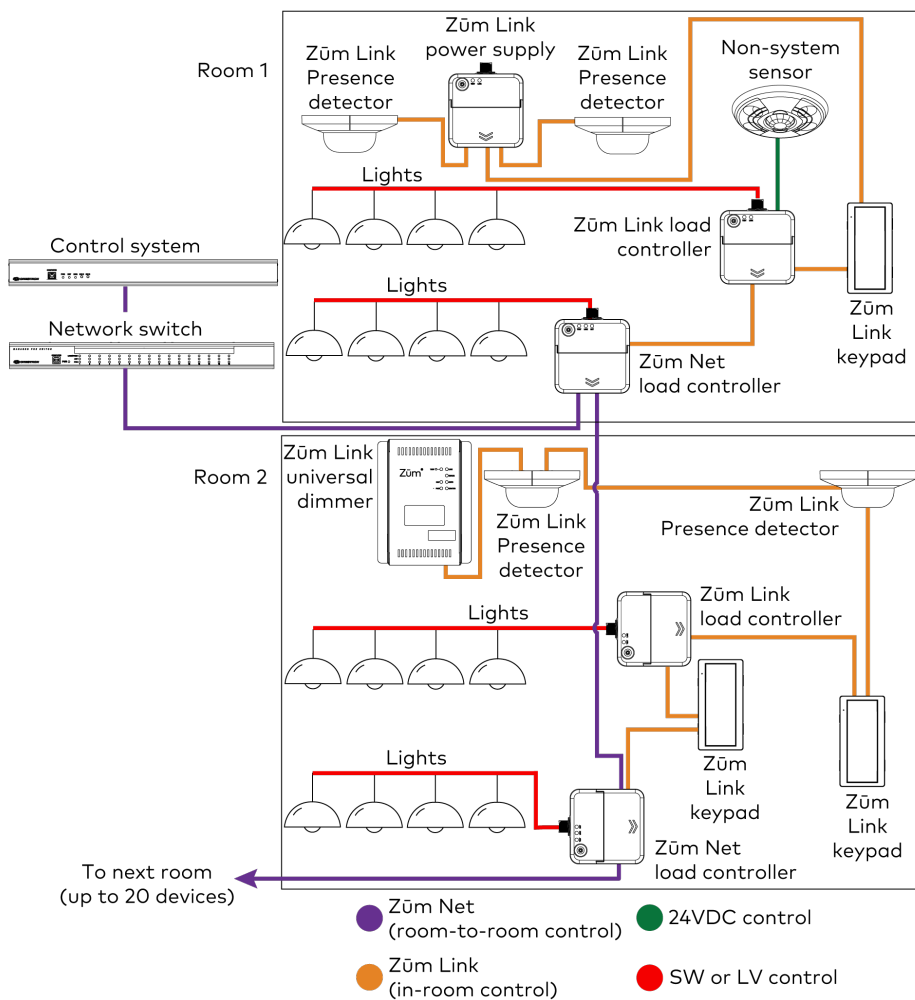 Room 1
Zūm Link
Presence
detector
Zūm Link
power supply
Zūm Link
Presence
detector
Non-system
sensor
Lights
Zūm Link load
controller
Control system
Lights
Network switch
Zūm Net
load controller
Zūm
Link
keypad
Room 2
Zūm Link
universal
dimmer
Zūm
Zūm Link
Presence
detector
Zūm Link
Presence detector
Lights
Zūm Link
load controller
Lights
Zūm
Link
keypad
Zūm
Link
keypad
Zūm Net
load controller
To next room
(up to 20 devices)
Zūm Net
(room-to-room control)
24VDC control
Zūm Link
(in-room control)
SW or LV control